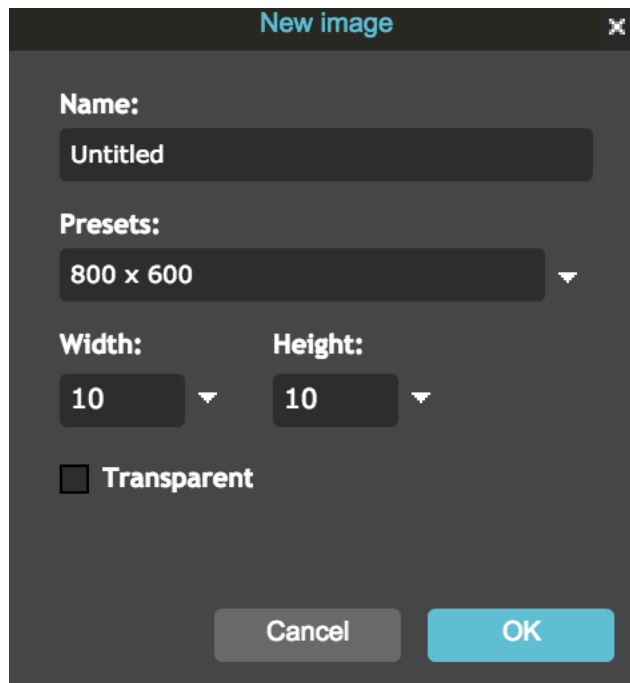 New image
Name:
Untitled
Presets:
800 x 600
Width: Height:
10 10
Transparent
Cancel OK